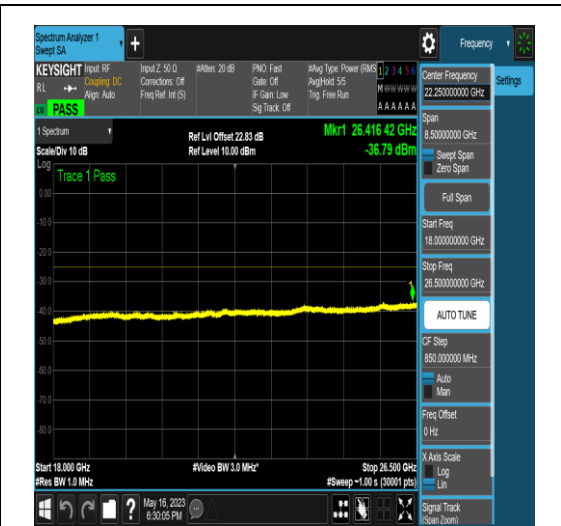 Spectrum Analyzer 1
Swept SA
+
Frequency
KEYSIGHT
RL
PASS
Input: RF
Coupling: DC
Align: Auto
Input Z: 50 Ω
Corrections: Off
Freq Ref: Int (S)
#Atten: 20 dB
PNO: Fast
Gate: Off
IF Gain: Low
Sig Track: Off
#Avg Type: Power (RMS
Avg|Hold: 5/5
Trig: Free Run
1 2 3 4 5 6
M W W W W W
A A A A A A
1 Spectrum
Scale/Div 10 dB
Ref Lvl Offset 22.83 dB
Ref Level 10.00 dBm
Mkr1 26.416 42 GHz
-36.79 dBm
Log
Trace 1 Pass
0.00
-10.0
-20.0
-30.0
-40.0
-50.0
-60.0
-70.0
-80.0
1
Start 18.000 GHz
#Res BW 1.0 MHz
#Video BW 3.0 MHz*
Stop 26.500 GHz
#Sweep ~1.00 s (30001 pts)
Center Frequency
22.250000000 GHz
Settings
Span
8.50000000 GHz
Swept Span
Zero Span
Full Span
Start Freq
18.000000000 GHz
Stop Freq
26.500000000 GHz
AUTO TUNE
CF Step
850.000000 MHz
Auto
Man
Freq Offset
0 Hz
X Axis Scale
Log
Lin
Signal Track
(Span Zoom)
?
May 16, 2023
6:30:05 PM